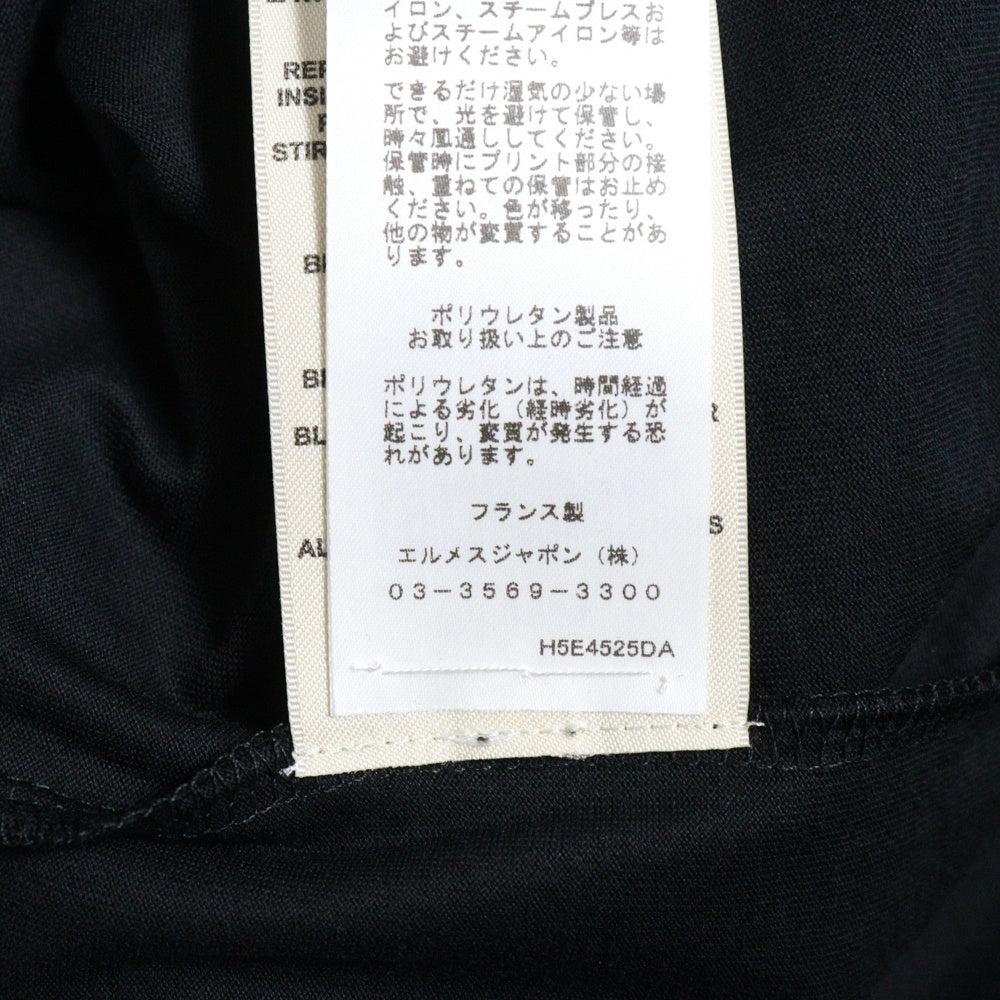 イロン、スチームプレスお
よびスチームアイロン等は
お避けください。
できるだけ湿気の少ない場
所で、光を避けて保管し、
時々風通ししてください。
保管時にプリント部分の接
触、重ねての保管はお止め
ください。色が移ったり、
他の物が変質することがあ
ります。
ポリウレタン製品
お取り扱い上のご注意
ポリウレタンは、時間経過
による劣化（経時劣化）が
起こり、変質が発生する恐
れがあります。
フランス製
エルメスジャポン（株）
03-3569-3300
H5E4525DA